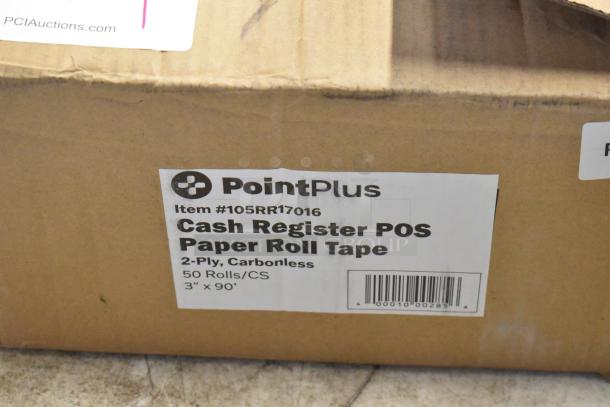 PCIAuctions.com
PointPlus
Item #105RR17016
Cash Register POS
Paper Roll Tape
2-Ply, Carbonless
50 Rolls/CS
3" x 90'